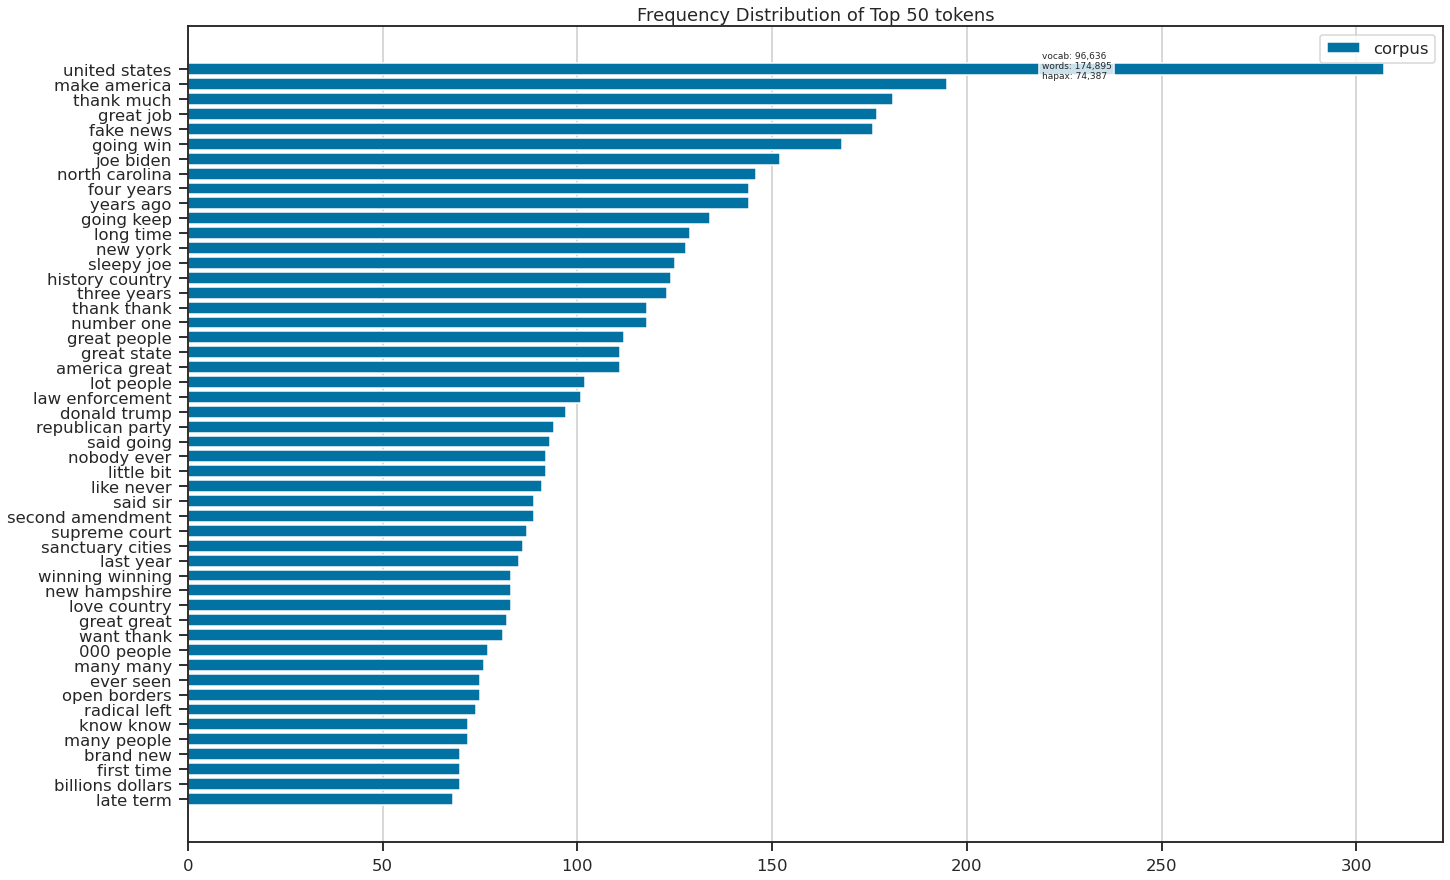 Frequency Distribution of Top 50 tokens
corpus
vocab: 96,636
words: 174,895
hapax: 74,387
united states
make america
thank much
great job
fake news
going win
joe biden
north carolina
four years
years ago
going keep
long time
new york
sleepy joe
history country
three years
thank thank
number one
great people
great state
america great
lot people
law enforcement
donald trump
republican party
said going
nobody ever
little bit
like never
said sir
second amendment
supreme court
sanctuary cities
last year
winning winning
new hampshire
love country
great great
want thank
000 people
many many
ever seen
open borders
radical left
know know
many people
brand new
first time
billions dollars
late term
0 50 100 150 200 250 300